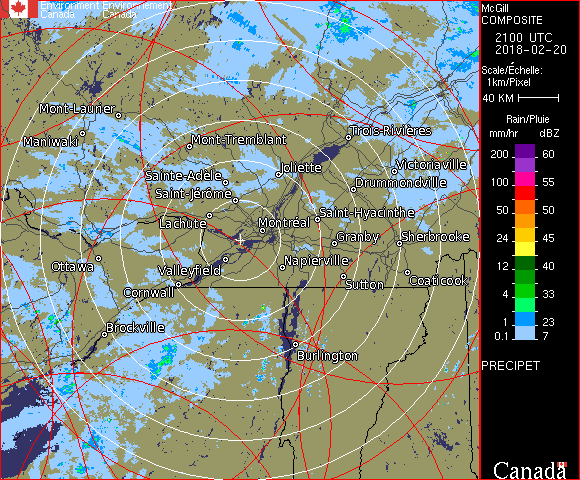 Environment Environnement
Canada Canada
McGill
COMPOSITE
2100 UTC
2018-02-20
Scale/Échelle:
1km/Pixel
40 KM
Rain/Pluie
mm/hr dBZ
200 60
150 57
100 55
50 50
24 45
12 40
4 33
1 23
0.1 7
PRECIPET
Canada
Mont-Laurier
Maniwaki
Mont-Tremblant
Trois-Rivières
Sainte-Adèle
Joliette
Victoriaville
Saint-Jérôme
Drummondville
Lachute
Montréal
Saint-Hyacinthe
Granby
Sherbrooke
Ottawa
Valleyfield
Napierville
Cornwall
Sutton
Coaticook
Brockville
Burlington